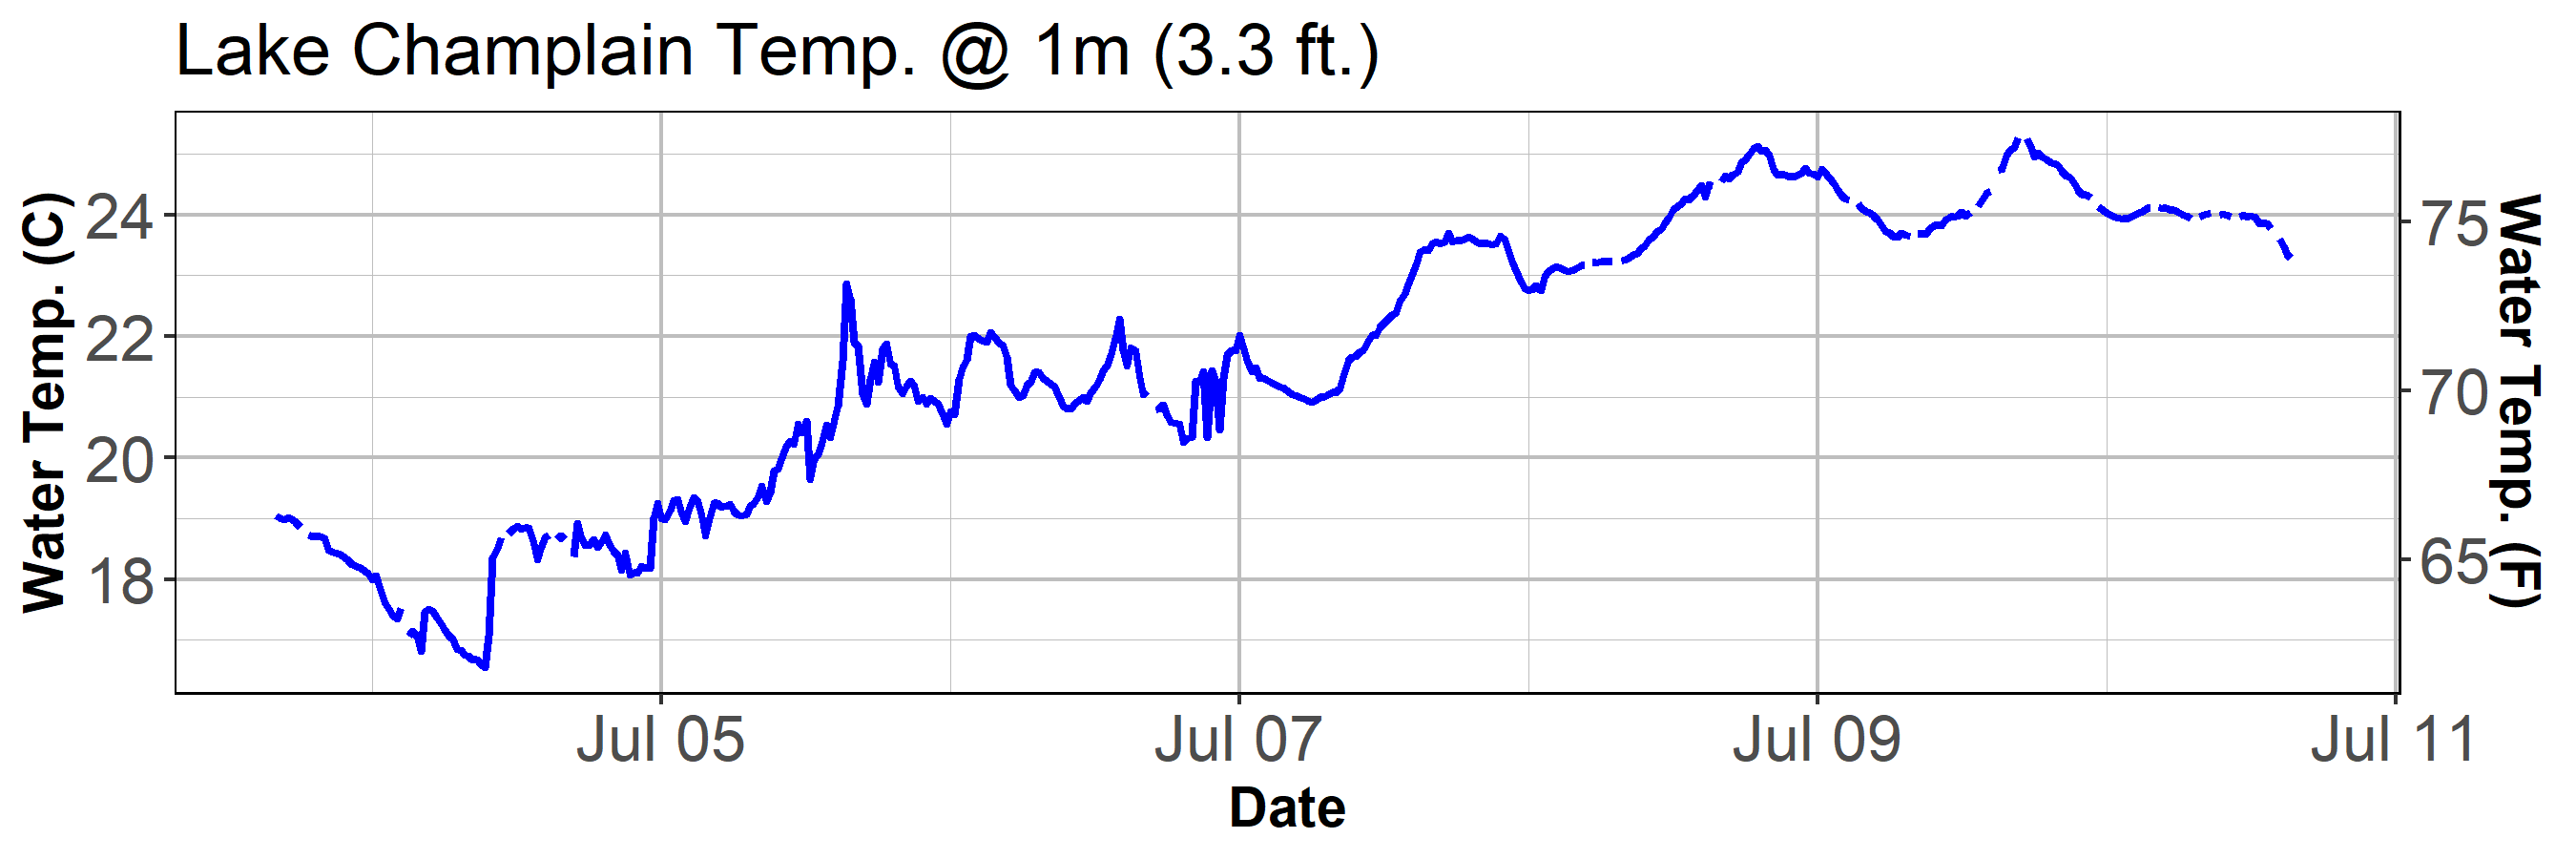 Lake Champlain Temp. @ 1m (3.3 ft.)
Water Temp. (C)
24
22
20
18
75
70
65
Water Temp. (F)
Jul 05
Jul 07
Jul 09
Jul 11
Date